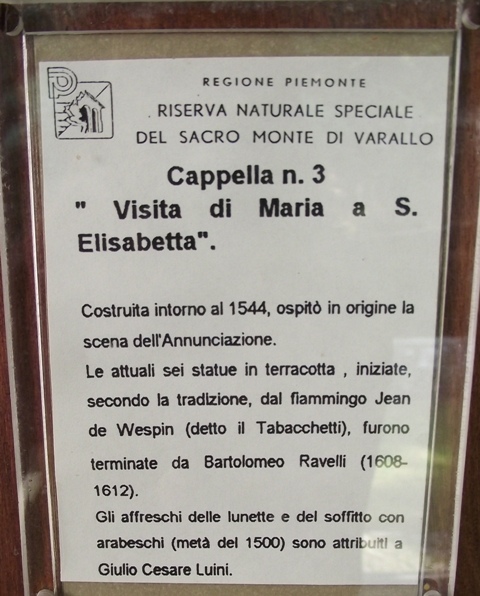 REGIONE PIEMONTE
RISERVA NATURALE SPECIALE
DEL SACRO MONTE DI VARALLO
Cappella n. 3
" Visita di Maria a S.
Elisabetta".
Costruita intorno al 1544, ospitò in origine la
scena dell'Annunciazione.
Le attuali sei statue in terracotta , iniziate,
secondo la tradizione, dal fiammingo Jean
de Wespin (detto il Tabacchetti), furono
terminate da Bartolomeo Ravelli (1608-
1612).
Gli affreschi delle lunette e del soffitto con
arabeschi (metà del 1500) sono attribuiti a
Giulio Cesare Luini.